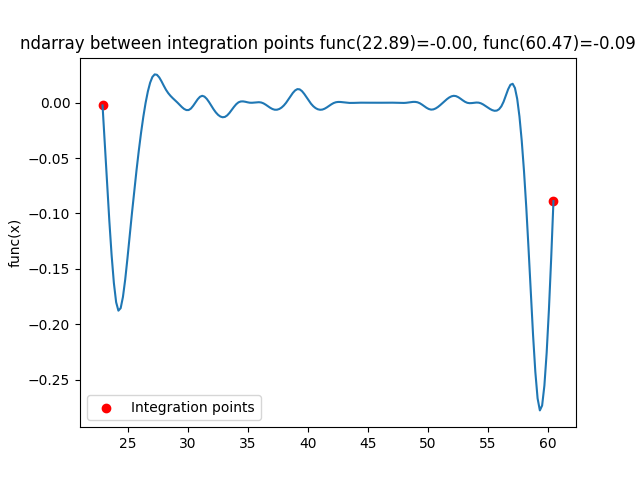 ndarray between integration points func(22.89)=-0.00, func(60.47)=-0.09
0.00
−0.05
−0.10
−0.15
−0.20
−0.25
func(x)
Integration points
25 30 35 40 45 50 55 60